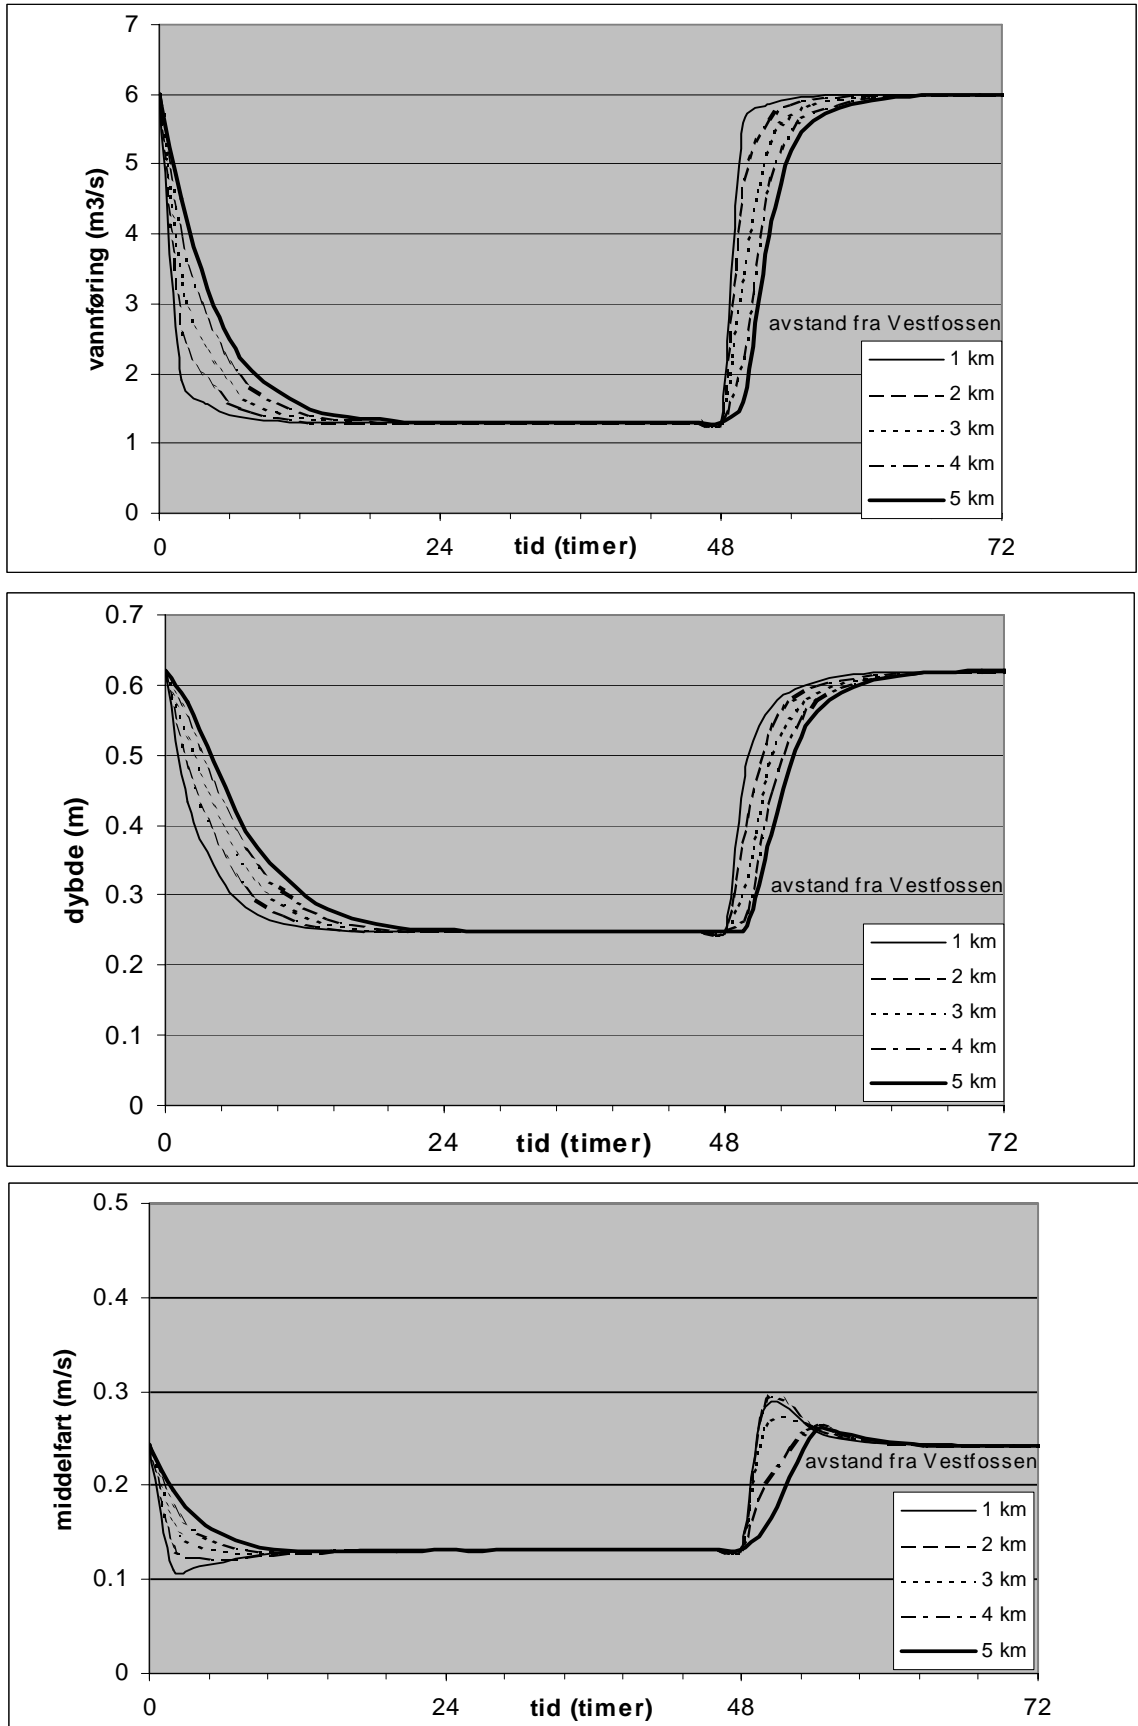 7
6
5
4
3
2
1
0
vannføring (m3/s)
avstand fra Vestfossen
1 km
2 km
3 km
4 km
5 km
0 24 48 72
tid (timer)
0.7
0.6
0.5
0.4
0.3
0.2
0.1
0
dybde (m)
avstand fra Vestfossen
1 km
2 km
3 km
4 km
5 km
0 24 48 72
tid (timer)
0.5
0.4
0.3
0.2
0.1
0
middelfart (m/s)
avstand fra Vestfossen
1 km
2 km
3 km
4 km
5 km
0 24 48 72
tid (timer)